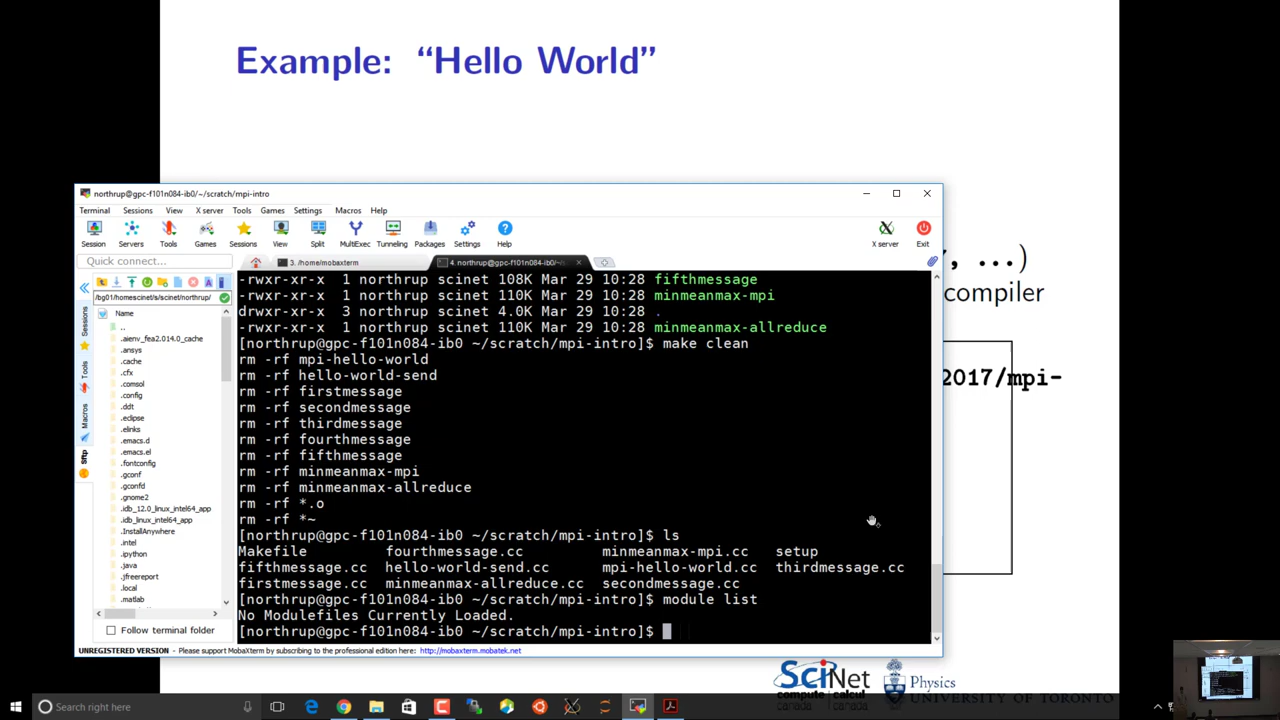 Example: “Hello World”
, ...)
compiler
2017/mpi-
northrup@gpc-f101n084-ib0:~/scratch/mpi-intro
Terminal Sessions View X server Tools Games Settings Macros Help
Session Servers Tools Games Sessions View Split MultiExec Tunneling Packages Settings Help X server Exit
Quick connect...
3. /home/mobaxterm
4. northrup@gpc-f101n084-ib0:~/
/bg01/homescinet/s/scinet/northrup/
Name
..
.aienv_fea2.014.0_cache
.ansys
.cache
.cfx
.comsol
.config
.ddt
.eclipse
.elinks
.emacs.d
.emacs.el
.fontconfig
.gconf
.gconfd
.gnome2
.idb_12.0_linux_intel64_app
.idb_linux_intel64_app
.InstallAnywhere
.intel
.ipython
.java
.jfreereport
.local
.matlab
Follow terminal folder
Sessions
Tools
Macros
Sftp
-rwxr-xr-x 1 northrup scinet 108K Mar 29 10:28 fifthmessage
-rwxr-xr-x 1 northrup scinet 110K Mar 29 10:28 minmeanmax-mpi
drwxr-xr-x 3 northrup scinet 4.0K Mar 29 10:28 .
-rwxr-xr-x 1 northrup scinet 110K Mar 29 10:28 minmeanmax-allreduce
[northrup@gpc-f101n084-ib0 ~/scratch/mpi-intro]$ make clean
rm -rf mpi-hello-world
rm -rf hello-world-send
rm -rf firstmessage
rm -rf secondmessage
rm -rf thirdmessage
rm -rf fourthmessage
rm -rf fifthmessage
rm -rf minmeanmax-mpi
rm -rf minmeanmax-allreduce
rm -rf *.o
rm -rf *~
[northrup@gpc-f101n084-ib0 ~/scratch/mpi-intro]$ ls
Makefile fourthmessage.cc minmeanmax-mpi.cc setup
fifthmessage.cc hello-world-send.cc mpi-hello-world.cc thirdmessage.cc
firstmessage.cc minmeanmax-allreduce.cc secondmessage.cc
[northrup@gpc-f101n084-ib0 ~/scratch/mpi-intro]$ module list
No Modulefiles Currently Loaded.
[northrup@gpc-f101n084-ib0 ~/scratch/mpi-intro]$
UNREGISTERED VERSION - Please support MobaXterm by subscribing to the professional edition here: http://mobaxterm.mobatek.net
SciNet
compute • calcul
canada canada
Physics
UNIVERSITY OF TORONTO
Search right here